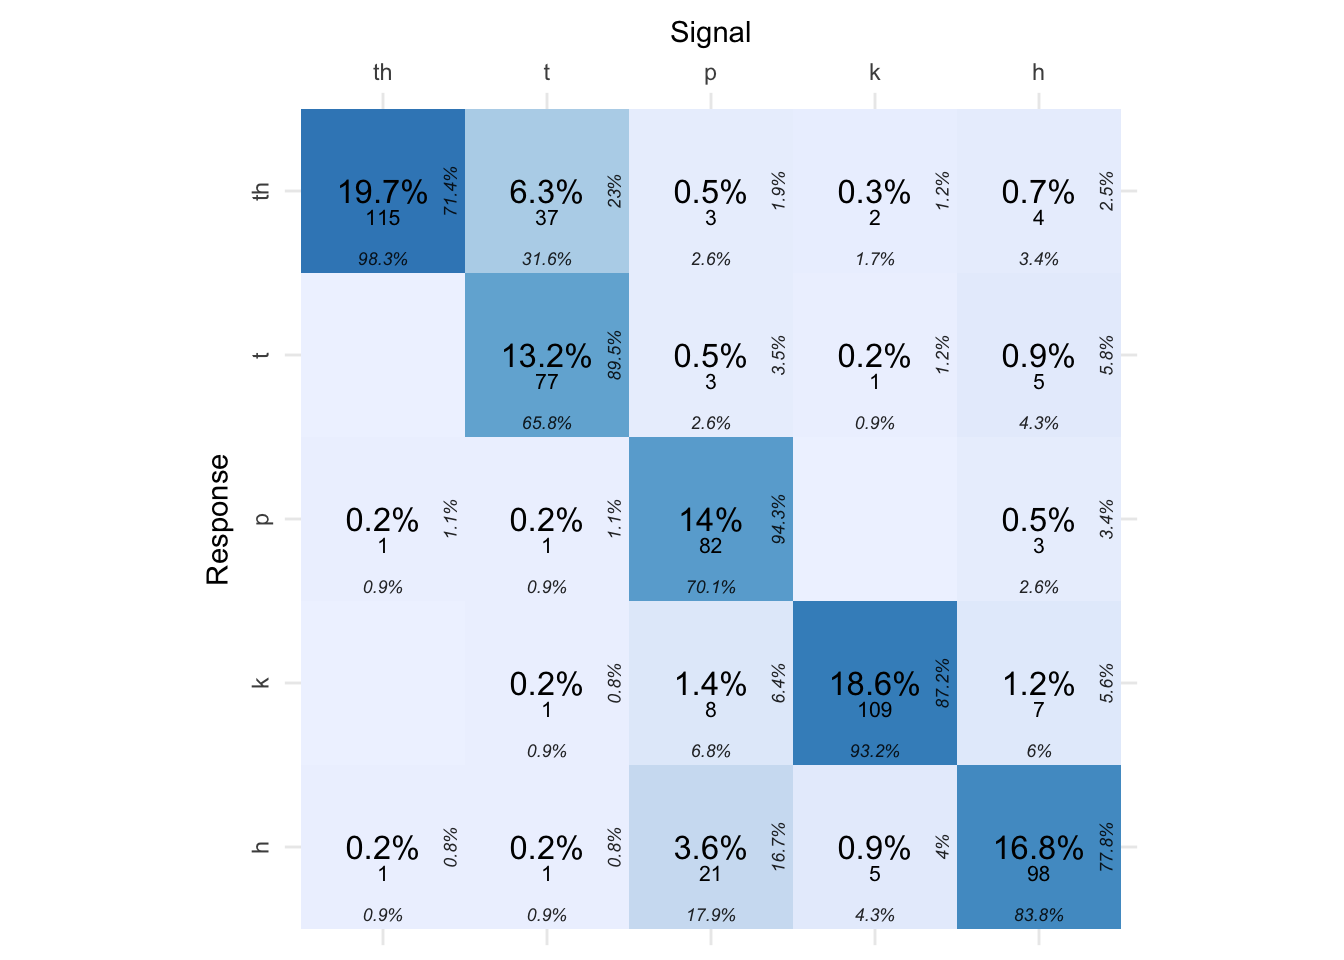 Signal
th t p k h
Response
th
19.7% 71.4% 6.3% 23% 0.5% 1.9% 0.3% 1.2% 0.7% 2.5%
115 37 3 2 4
98.3% 31.6% 2.6% 1.7% 3.4%
t
13.2% 89.5% 0.5% 3.5% 0.2% 1.2% 0.9% 5.8%
77 3 1 5
65.8% 2.6% 0.9% 4.3%
p
0.2% 1.1% 0.2% 1.1% 14% 94.3% 0.5% 3.4%
1 1 82 3
0.9% 0.9% 70.1% 2.6%
k
0.2% 0.8% 1.4% 6.4% 18.6% 87.2% 1.2% 5.6%
1 8 109 7
0.9% 6.8% 93.2% 6%
h
0.2% 0.8% 0.2% 0.8% 3.6% 16.7% 0.9% 4% 16.8% 77.8%
1 1 21 5 98
0.9% 0.9% 17.9% 4.3% 83.8%